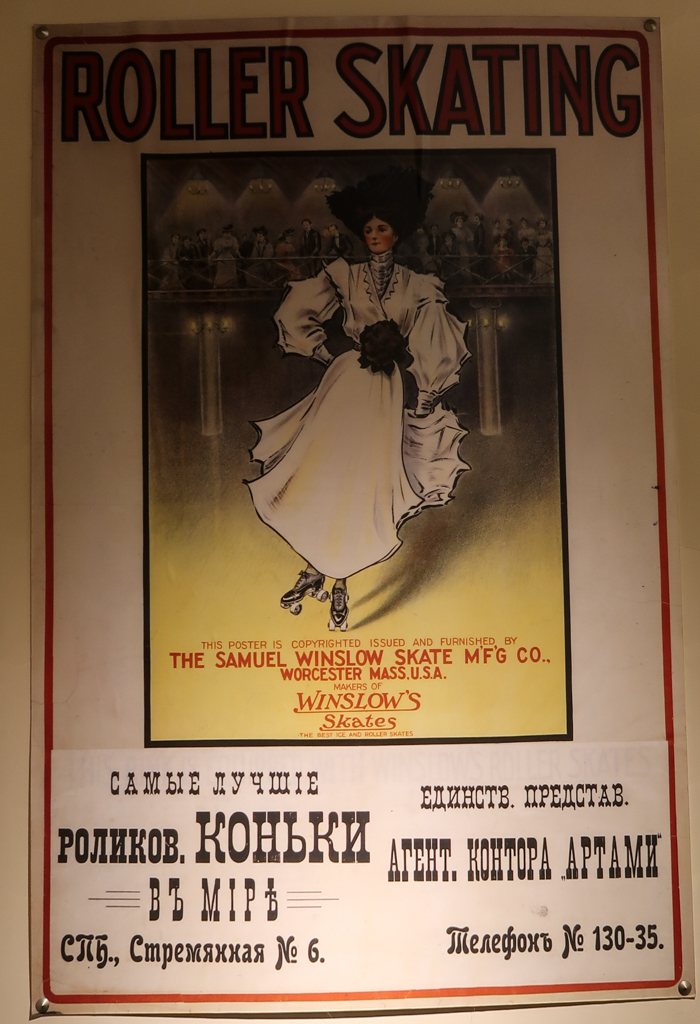 ROLLER SKATING
THIS POSTER IS COPYRIGHTED ISSUED AND FURNISHED BY
THE SAMUEL WINSLOW SKATE M'F'G CO.,
WORCESTER MASS. U.S.A.
MAKERS OF
WINSLOW'S
Skates
THE BEST ICE AND ROLLER SKATES
САМЫЕ ЛУЧШІЕ
РОЛИКОВ. КОНЬКИ
ВЪ МІРѢ
СПБ., Стремянная № 6.
ЕДИНСТВ. ПРЕДСТАВ.
АГЕНТ. КОНТОРА „АРТАМИ"
Телефонъ № 130-35.